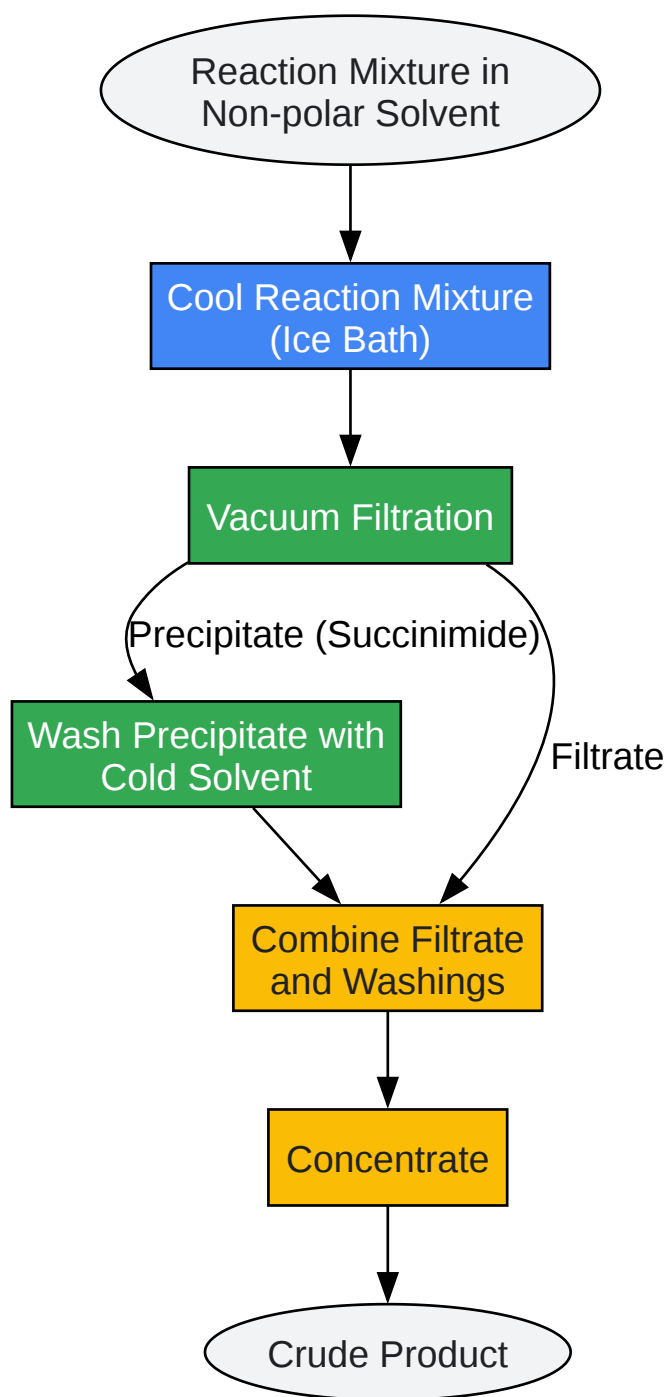 Reaction Mixture in
Non-polar Solvent
Cool Reaction Mixture
(Ice Bath)
Vacuum Filtration
Precipitate (Succinimide)
Wash Precipitate with
Cold Solvent
Filtrate
Combine Filtrate
and Washings
Concentrate
Crude Product